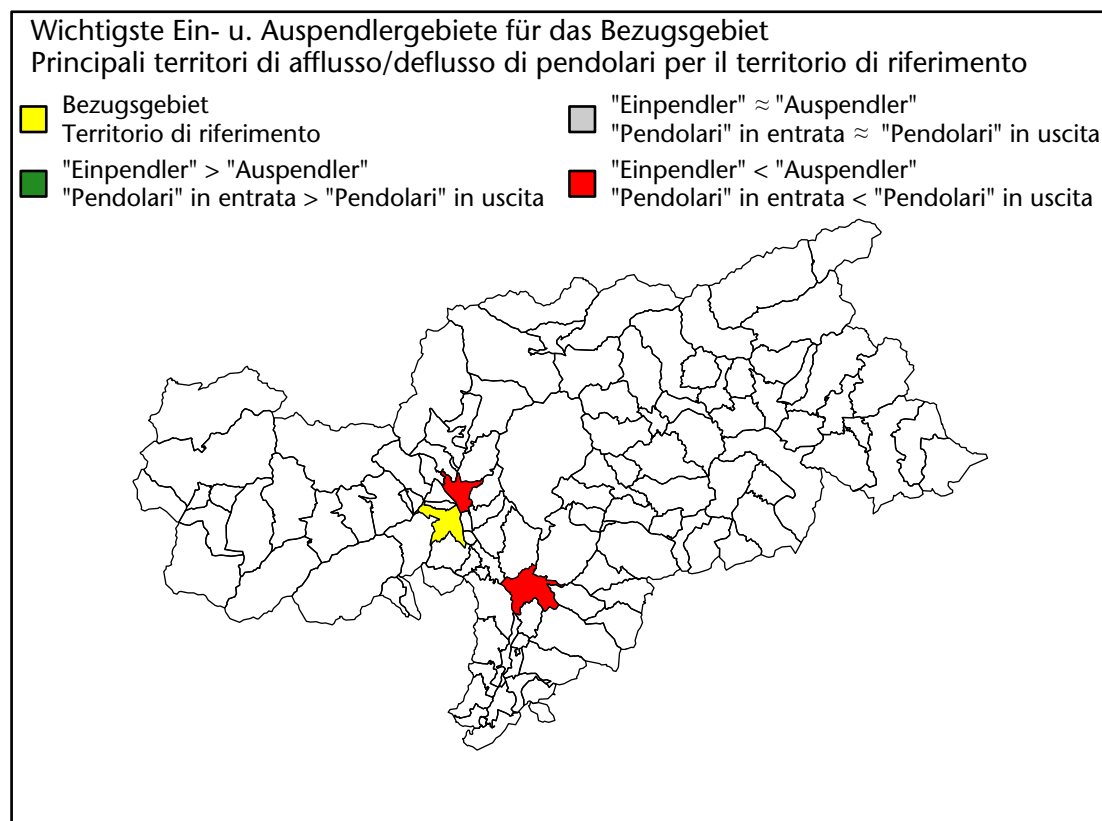 Wichtigste Ein- u. Auspendlergebiete für das Bezugsgebiet
Principali territori di afflusso/deflusso di pendolari per il territorio di riferimento
Bezugsgebiet
Territorio di riferimento
"Einpendler" > "Auspendler"
"Pendolari" in entrata > "Pendolari" in uscita
"Einpendler" ≈ "Auspendler"
"Pendolari" in entrata ≈ "Pendolari" in uscita
"Einpendler" < "Auspendler"
"Pendolari" in entrata < "Pendolari" in uscita